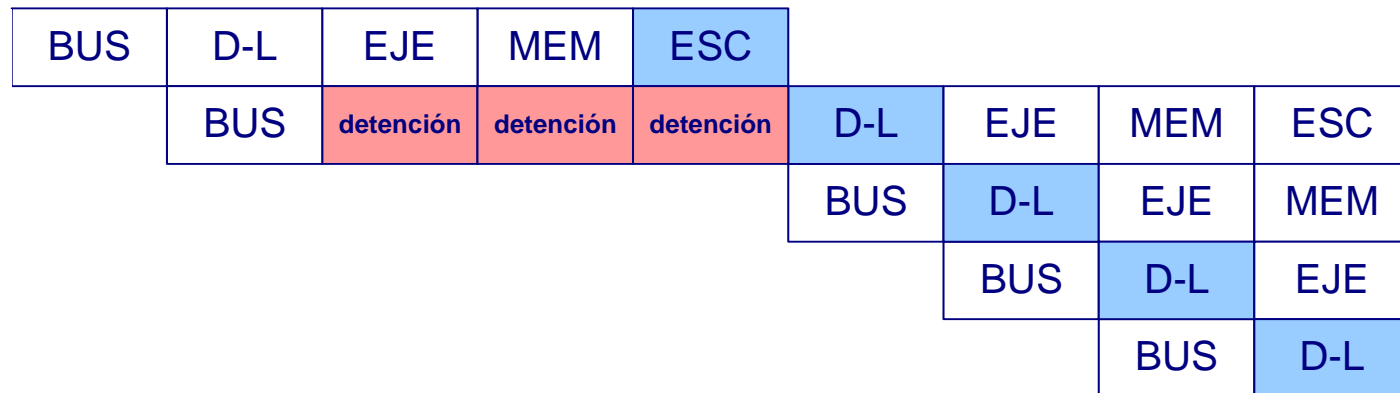 BUS D-L EJE MEM ESC
BUS detención detención detención D-L EJE MEM ESC
BUS D-L EJE MEM
BUS D-L EJE
BUS D-L